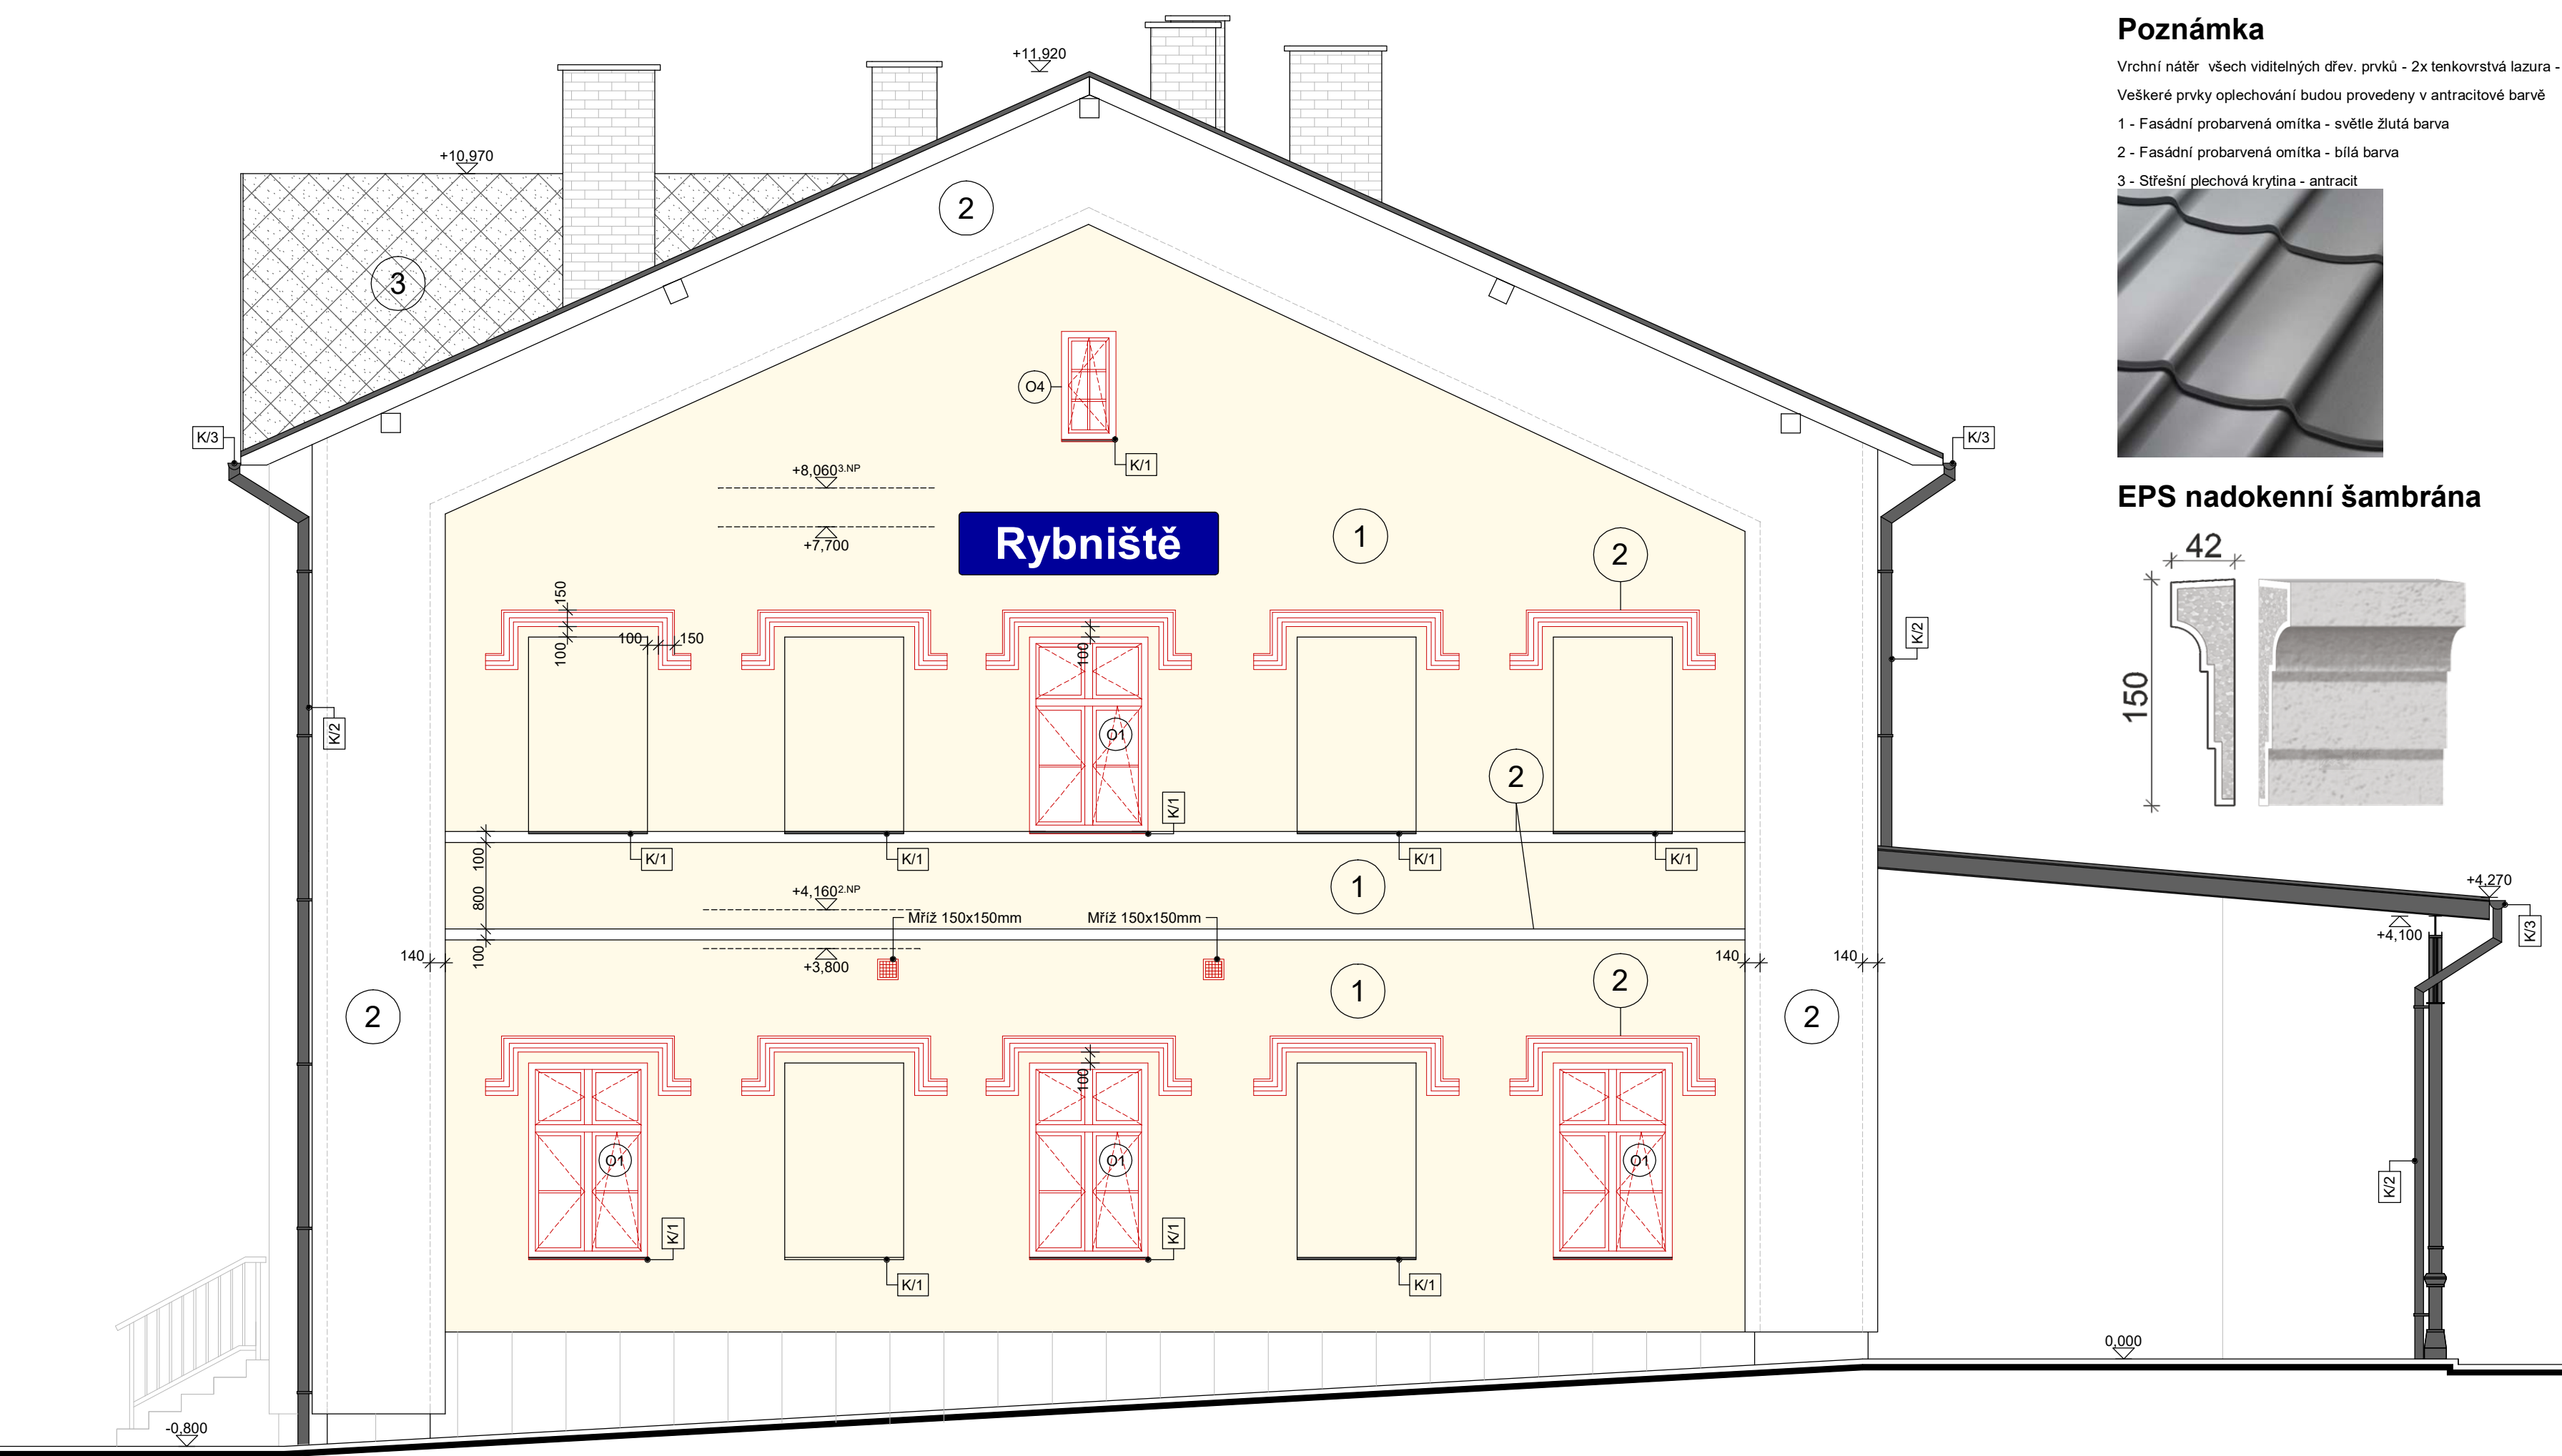 Poznámka
Vrchní nátěr všech viditelných dřev. prvků - 2x tenkovrstvá lazura -
Veškeré prvky oplechování budou provedeny v antracitové barvě
1 - Fasádní probarvená omítka - světle žlutá barva
2 - Fasádní probarvená omítka - bílá barva
3 - Střešní plechová krytina - antracit
EPS nadokenní šambrána
42
150
+11,920
+10,970
2
3
O4
K/3
K/3
K/1
+8,060 3.NP
+7,700
Rybniště
1
2
150
100
100
150
100
K/2
K/2
O1
2
K/1
K/1
K/1
K/1
K/1
100
800
100
1
+4,160 2.NP
Mříž 150x150mm
Mříž 150x150mm
+3,800
+4,270
+4,100
K/3
140
140
140
1
2
2
2
100
O1
O1
O1
K/2
K/1
K/1
K/1
K/1
0,000
-0,800